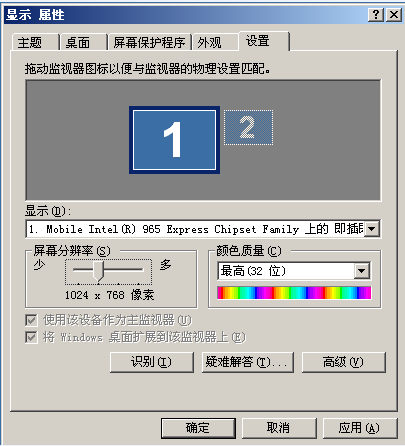 显示 属性
主题 桌面 屏幕保护程序 外观 设置
拖动监视器图标以便与监视器的物理设置匹配。
1 2
显示(D):
1. Mobile Intel(R) 965 Express Chipset Family 上的 即插
屏幕分辨率(S) 颜色质量(C)
少 多 最高(32 位)
1024 x 768 像素
使用该设备作为主监视器(U)
将 Windows 桌面扩展到该监视器上(E)
识别(I) 疑难解答(T)... 高级(V)
确定 取消 应用(A)